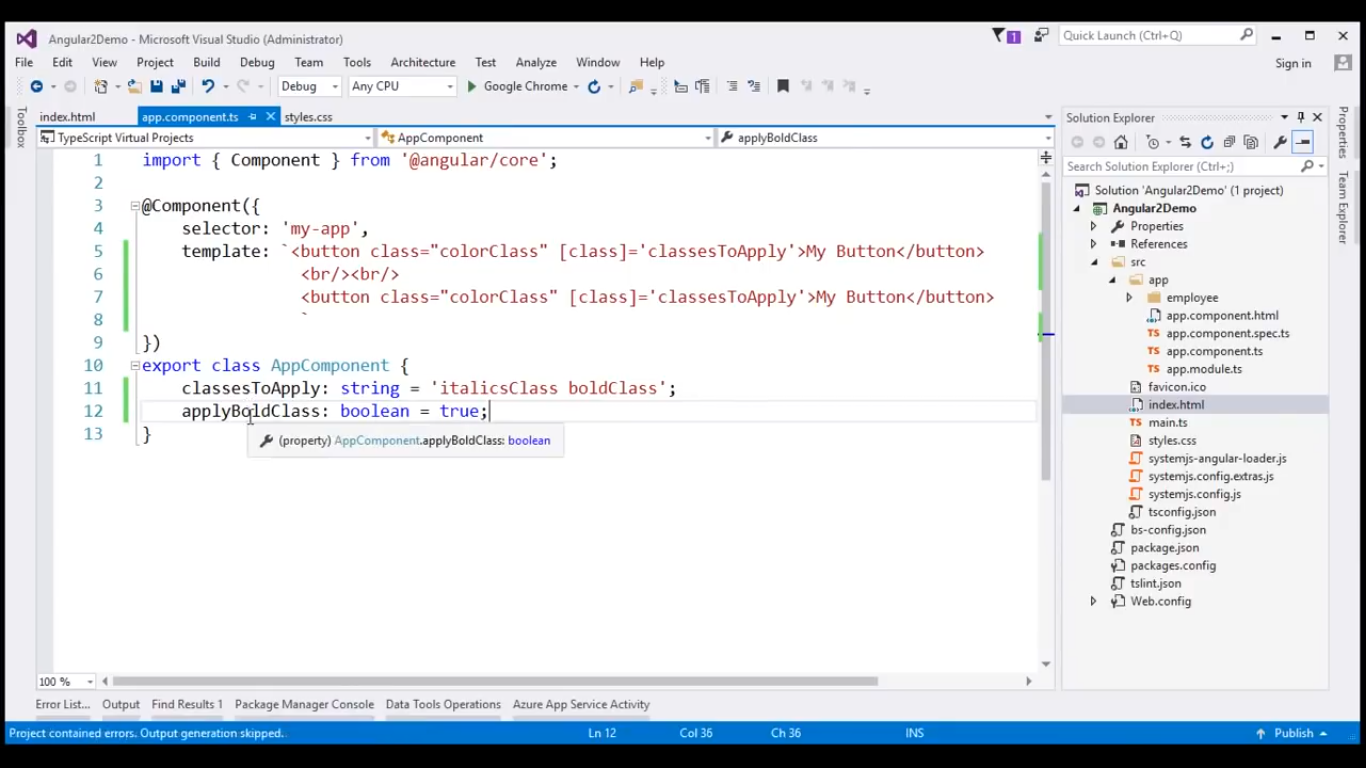 Angular2Demo - Microsoft Visual Studio (Administrator)
1
Quick Launch (Ctrl+Q)
File Edit View Project Build Debug Team Tools Architecture Test Analyze Window Help
Sign in
Debug Any CPU Google Chrome
Toolbox
index.html app.component.ts styles.css
TypeScript Virtual Projects AppComponent applyBoldClass
1 import { Component } from '@angular/core';
2
3 @Component({
4 selector: 'my-app',
5 template: `<button class="colorClass" [class]='classesToApply'>My Button</button>
6 <br/><br/>
7 <button class="colorClass" [class]='classesToApply'>My Button</button>
8 `
9 })
10 export class AppComponent {
11 classesToApply: string = 'italicsClass boldClass';
12 applyBoldClass: boolean = true;
13 }
(property) AppComponent.applyBoldClass: boolean
100 %
Solution Explorer
Search Solution Explorer (Ctrl+;)
Solution 'Angular2Demo' (1 project)
Angular2Demo
Properties
References
src
app
employee
app.component.html
TS app.component.spec.ts
TS app.component.ts
TS app.module.ts
favicon.ico
index.html
TS main.ts
styles.css
systemjs-angular-loader.js
systemjs.config.extras.js
systemjs.config.js
tsconfig.json
bs-config.json
package.json
packages.config
tslint.json
Web.config
Properties
Team Explorer
Error List... Output Find Results 1 Package Manager Console Data Tools Operations Azure App Service Activity
Project contained errors. Output generation skipped. Ln 12 Col 36 Ch 36 INS Publish